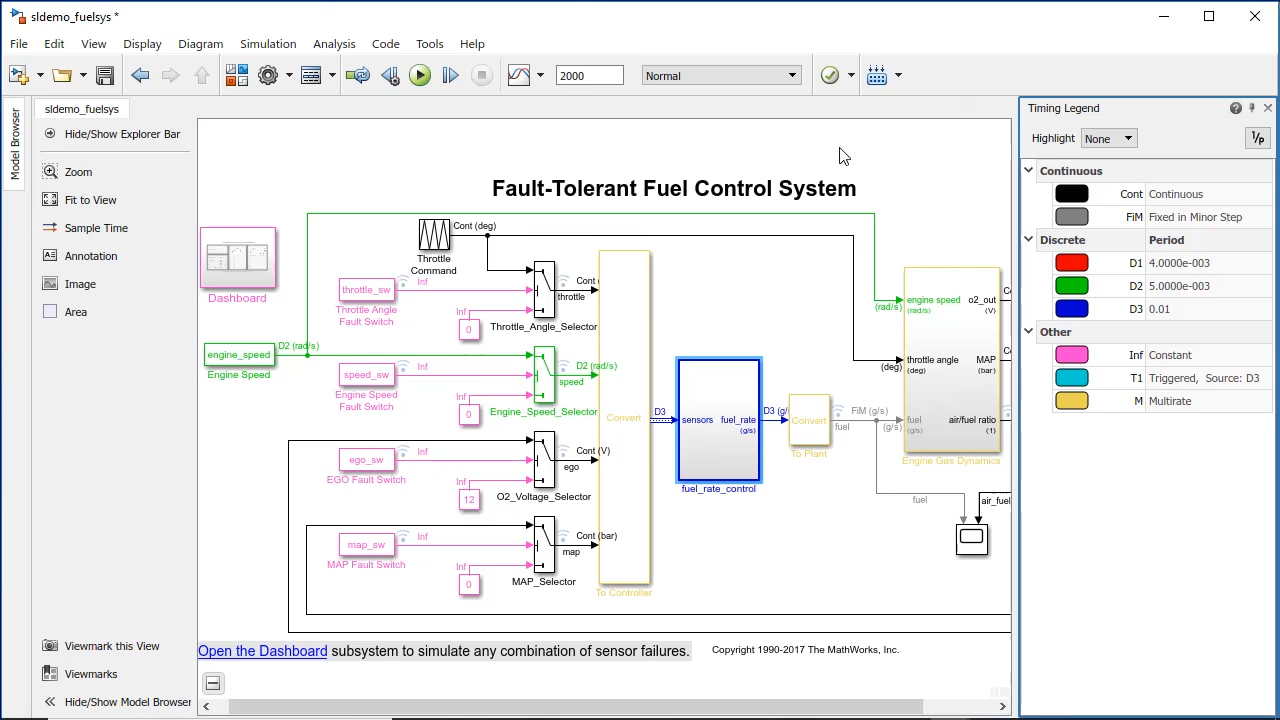 sldemo_fuelsys *
File Edit View Display Diagram Simulation Analysis Code Tools Help
2000
Normal
Model Browser
sldemo_fuelsys
Hide/Show Explorer Bar
Zoom
Fit to View
Sample Time
Annotation
Image
Area
Viewmark this View
Viewmarks
Hide/Show Model Browser
Fault-Tolerant Fuel Control System
Dashboard
Cont (deg)
Throttle
Command
throttle_sw
Inf
Throttle Angle
Fault Switch
Inf
0
Cont (
throttle
Throttle_Angle_Selector
engine_speed
D2 (rad/s)
Engine Speed
speed_sw
Inf
Engine Speed
Fault Switch
Inf
0
D2 (rad/s)
speed
Engine_Speed_Selector
ego_sw
Inf
EGO Fault Switch
Inf
12
Cont (V)
ego
O2_Voltage_Selector
map_sw
Inf
MAP Fault Switch
Inf
0
Cont (bar)
map
MAP_Selector
Convert
To Controller
D3
sensors
fuel_rate
(g/s)
fuel_rate_control
D3 (g/
Convert
To Plant
FiM (g/s)
fuel
(g/s)
(rad/s)
(deg)
engine speed
(rad/s)
o2_out
(V)
throttle angle
(deg)
MAP
(bar)
fuel
(g/s)
air/fuel ratio
(1)
Engine Gas Dynamics
fuel
air_fuel
Open the Dashboard subsystem to simulate any combination of sensor failures.
Copyright 1990-2017 The MathWorks, Inc.
Timing Legend
Highlight None
1/P
Continuous
Cont Continuous
FiM Fixed in Minor Step
Discrete Period
D1 4.0000e-003
D2 5.0000e-003
D3 0.01
Other
Inf Constant
T1 Triggered, Source: D3
M Multirate